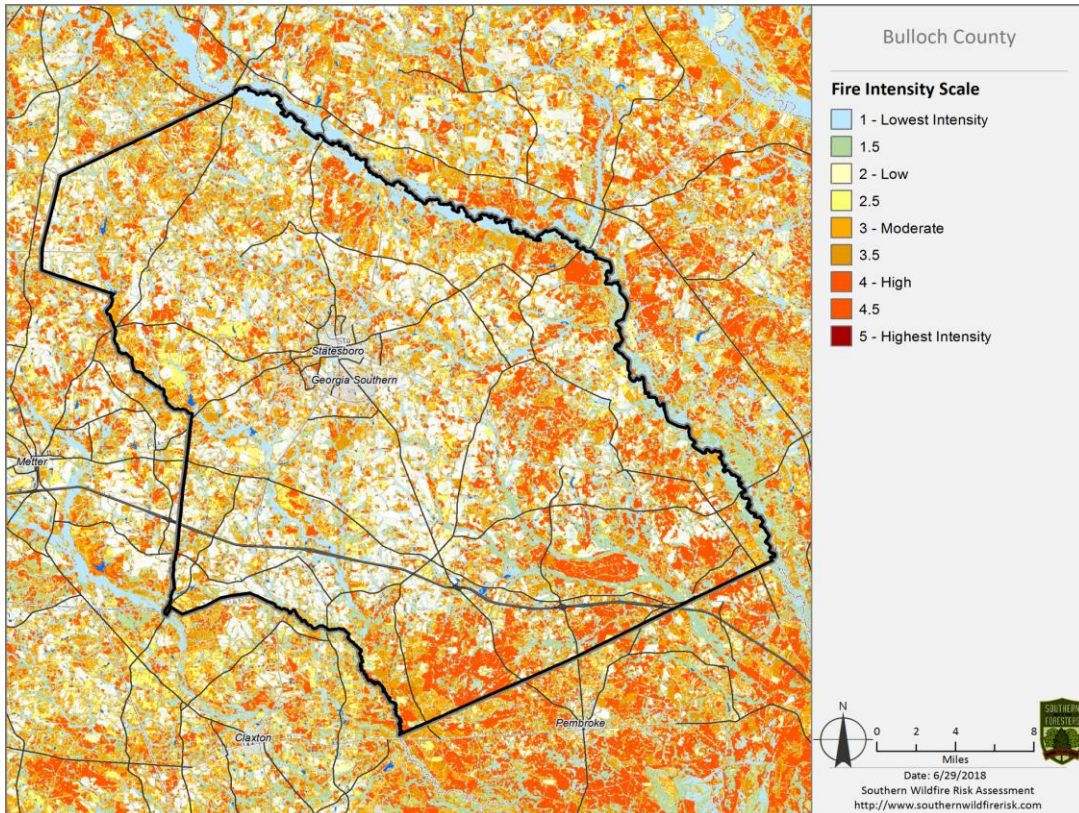 Bulloch County
Fire Intensity Scale
1 - Lowest Intensity
1.5
2 - Low
2.5
3 - Moderate
3.5
4 - High
4.5
5 - Highest Intensity
Statesboro
Georgia Southern
Metter
Claxton
Pembroke
N
0 2 4 8
Miles
SOUTHERN
FORESTERS
Date: 6/29/2018
Southern Wildfire Risk Assessment
http://www.southernwildfirerisk.com